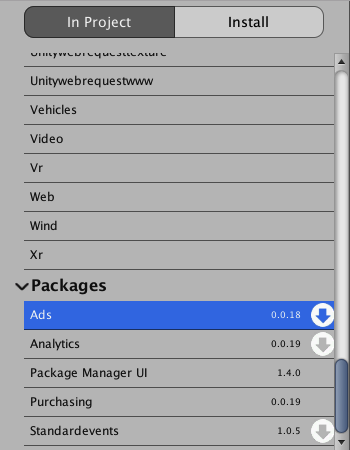 In Project Install
Unitywebrequesttexture
Unitywebrequestwww
Vehicles
Video
Vr
Web
Wind
Xr
Packages
Ads 0.0.18
Analytics 0.0.19
Package Manager UI 1.4.0
Purchasing 0.0.19
Standardevents 1.0.5